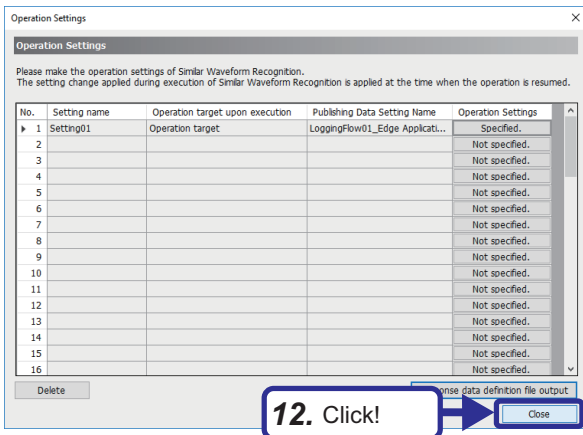 Operation Settings
Operation Settings
Please make the operation settings of Similar Waveform Recognition.
The setting change applied during execution of Similar Waveform Recognition is applied at the time when the operation is resumed.
No. Setting name Operation target upon execution Publishing Data Setting Name Operation Settings
1 Setting01 Operation target LoggingFlow01_Edge Applicati... Specified.
2 Not specified.
3 Not specified.
4 Not specified.
5 Not specified.
6 Not specified.
7 Not specified.
8 Not specified.
9 Not specified.
10 Not specified.
11 Not specified.
12 Not specified.
13 Not specified.
14 Not specified.
15 Not specified.
16 Not specified.
Delete data definition file output
12. Click! Close